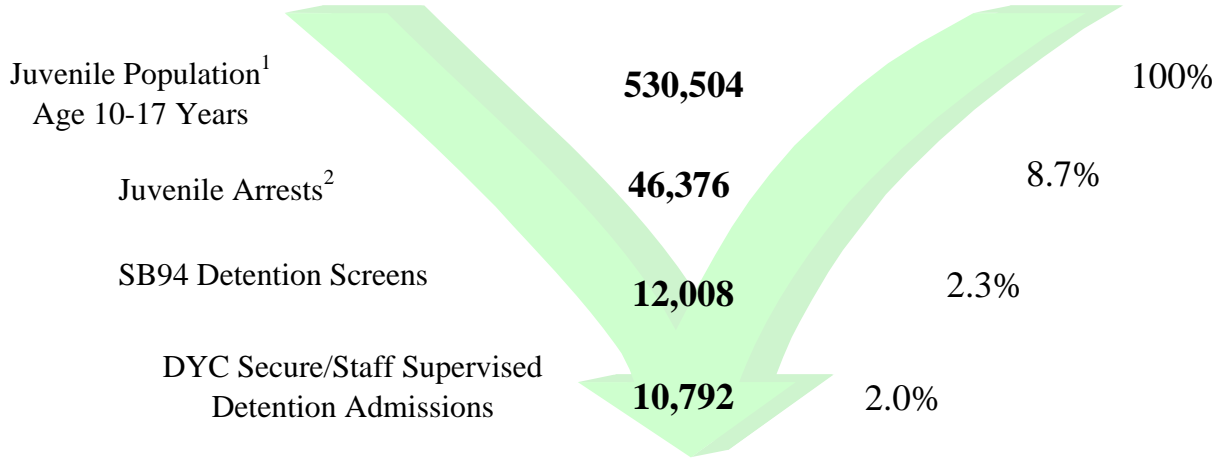 Juvenile Population¹
Age 10-17 Years
530,504
100%
Juvenile Arrests²
46,376
8.7%
SB94 Detention Screens
12,008
2.3%
DYC Secure/Staff Supervised
Detention Admissions
10,792
2.0%